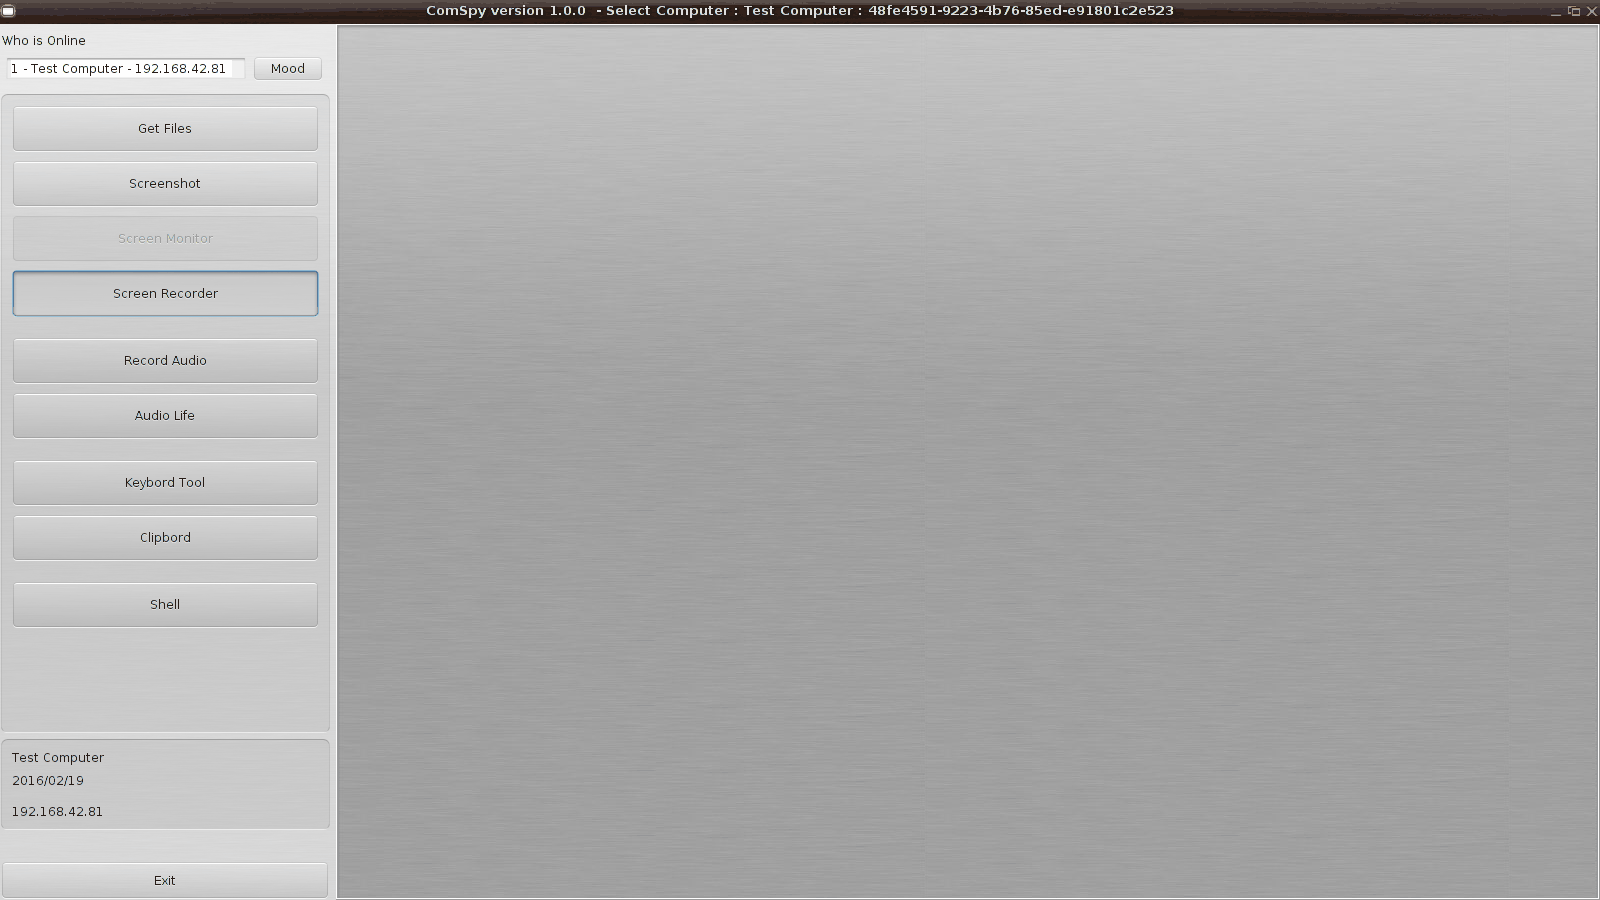 ComSpy version 1.0.0 - Select Computer : Test Computer : 48fe4591-9223-4b76-85ed-e91801c2e523
Who is Online
1 - Test Computer - 192.168.42.81
Mood
Get Files
Screenshot
Screen Monitor
Screen Recorder
Record Audio
Audio Life
Keybord Tool
Clipbord
Shell
Test Computer
2016/02/19
192.168.42.81
Exit